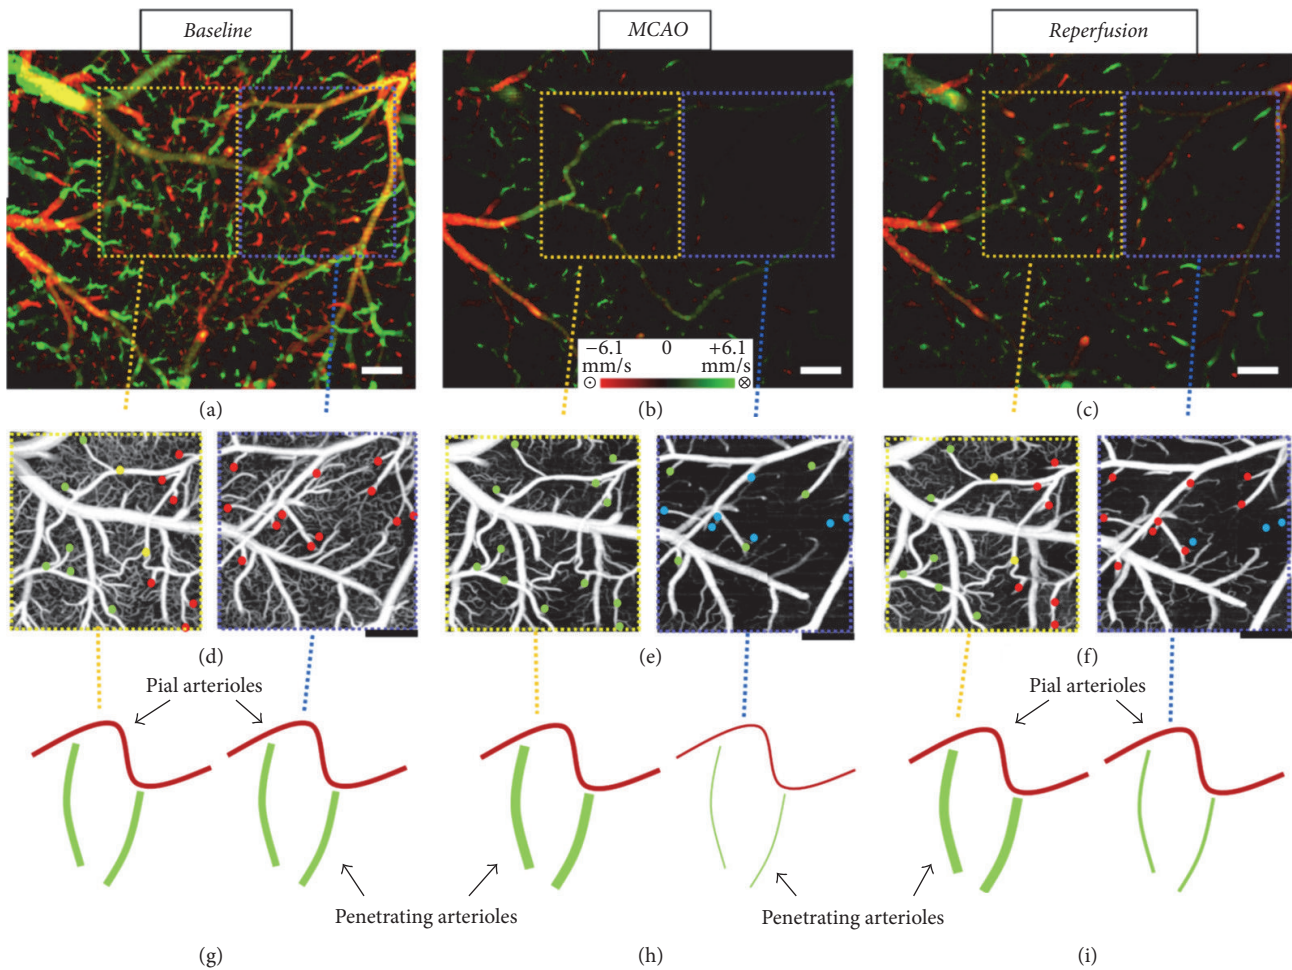 Baseline
MCAO
Reperfusion
−6.1 0 +6.1
mm/s mm/s
(a)
(b)
(c)
(d)
(e)
(f)
Pial arterioles
Pial arterioles
Penetrating arterioles
Penetrating arterioles
(g)
(h)
(i)